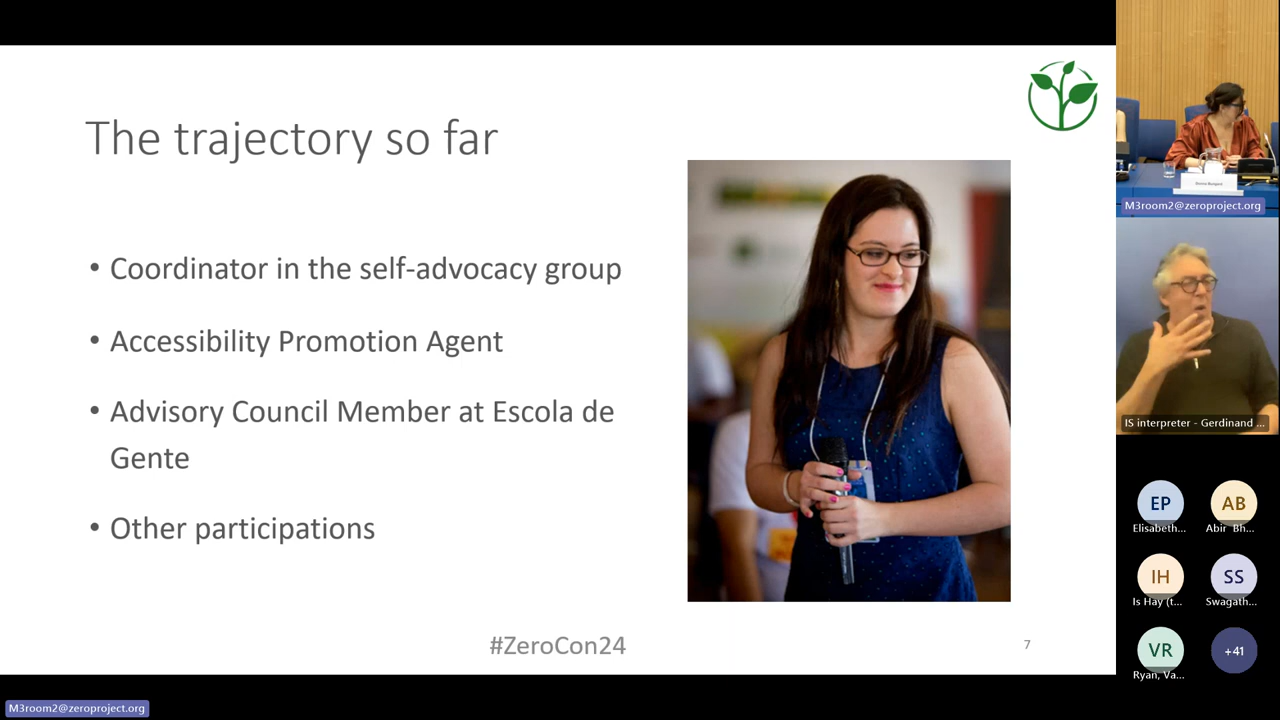 The trajectory so far
• Coordinator in the self-advocacy group
• Accessibility Promotion Agent
• Advisory Council Member at Escola de
Gente
• Other participations
#ZeroCon24
7
M3room2@zeroproject.org
IS interpreter - Gerdinand ...
EP
Elisabeth...
AB
Abir Bh...
IH
Is Hay (t...
SS
Swagath...
VR
Ryan, Va...
+41
M3room2@zeroproject.org